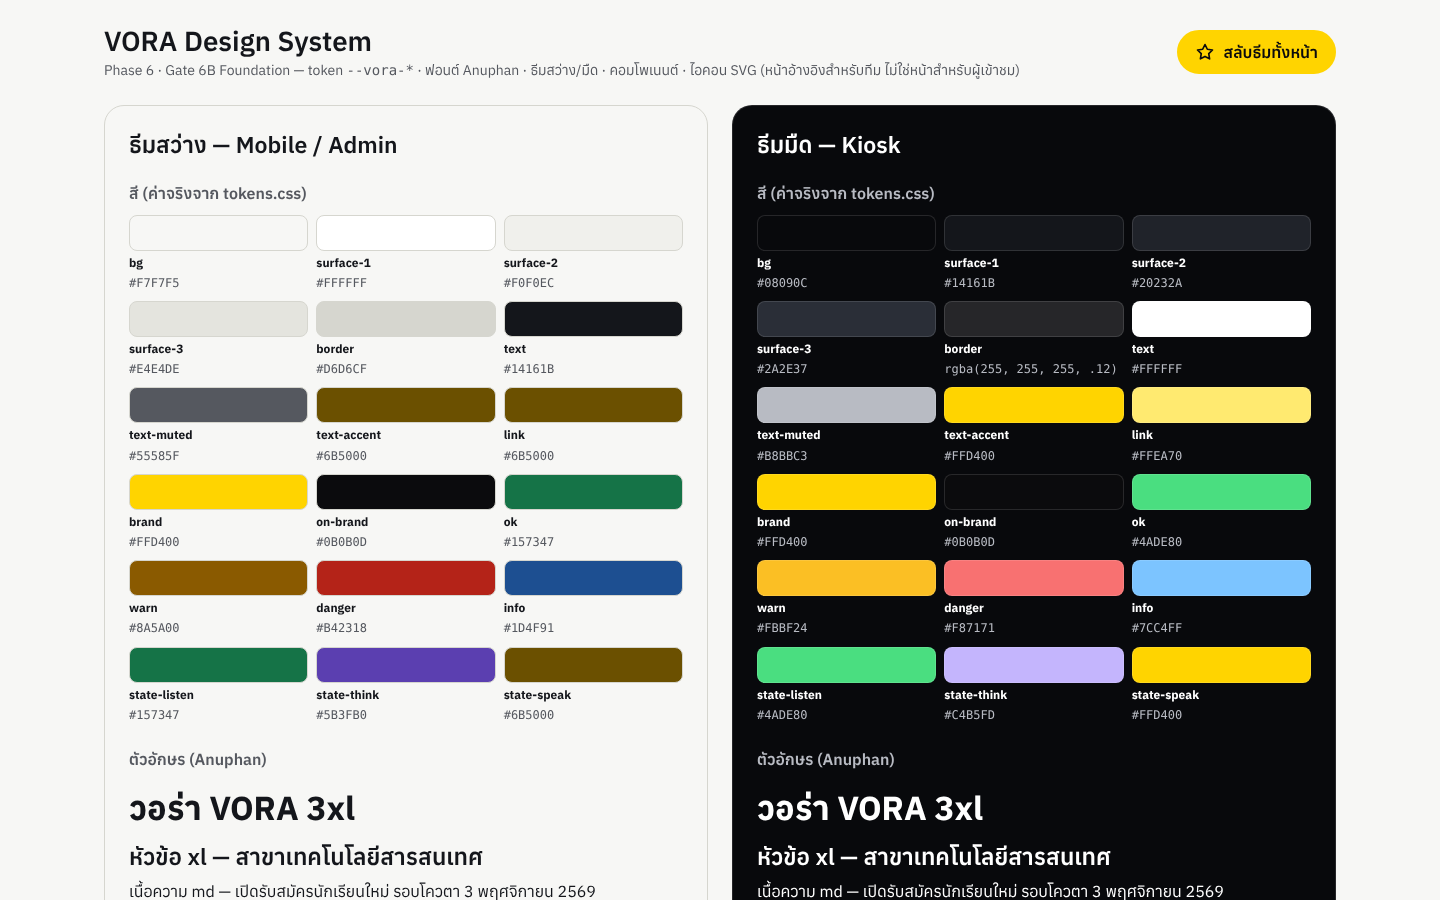 VORA Design System
Phase 6 · Gate 6B Foundation — token --vora-* · ฟอนต์ Anuphan · ธีมสว่าง/มืด · คอมโพเนนต์ · ไอคอน SVG (หน้าอ้างอิงสำหรับทีม ไม่ใช่หน้าสำหรับผู้เข้าชม)
สลับธีมทั้งหน้า
ธีมสว่าง — Mobile / Admin
สี (ค่าจริงจาก tokens.css)
bg surface-1 surface-2
#F7F7F5 #FFFFFF #F0F0EC
surface-3 border text
#E4E4DE #D6D6CF #14161B
text-muted text-accent link
#55585F #6B5000 #6B5000
brand on-brand ok
#FFD400 #0B0B0D #157347
warn danger info
#8A5A00 #B42318 #1D4F91
state-listen state-think state-speak
#157347 #5B3FB0 #6B5000
ตัวอักษร (Anuphan)
วอร่า VORA 3xl
หัวข้อ xl — สาขาเทคโนโลยีสารสนเทศ
เนื้อความ md — เปิดรับสมัครนักเรียนใหม่ รอบโควตา 3 พฤศจิกายน 2569
ธีมมืด — Kiosk
สี (ค่าจริงจาก tokens.css)
bg surface-1 surface-2
#08090C #14161B #20232A
surface-3 border text
#2A2E37 rgba(255, 255, 255, .12) #FFFFFF
text-muted text-accent link
#B8BBC3 #FFD400 #FFEA70
brand on-brand ok
#FFD400 #0B0B0D #4ADE80
warn danger info
#FBBF24 #F87171 #7CC4FF
state-listen state-think state-speak
#4ADE80 #C4B5FD #FFD400
ตัวอักษร (Anuphan)
วอร่า VORA 3xl
หัวข้อ xl — สาขาเทคโนโลยีสารสนเทศ
เนื้อความ md — เปิดรับสมัครนักเรียนใหม่ รอบโควตา 3 พฤศจิกายน 2569